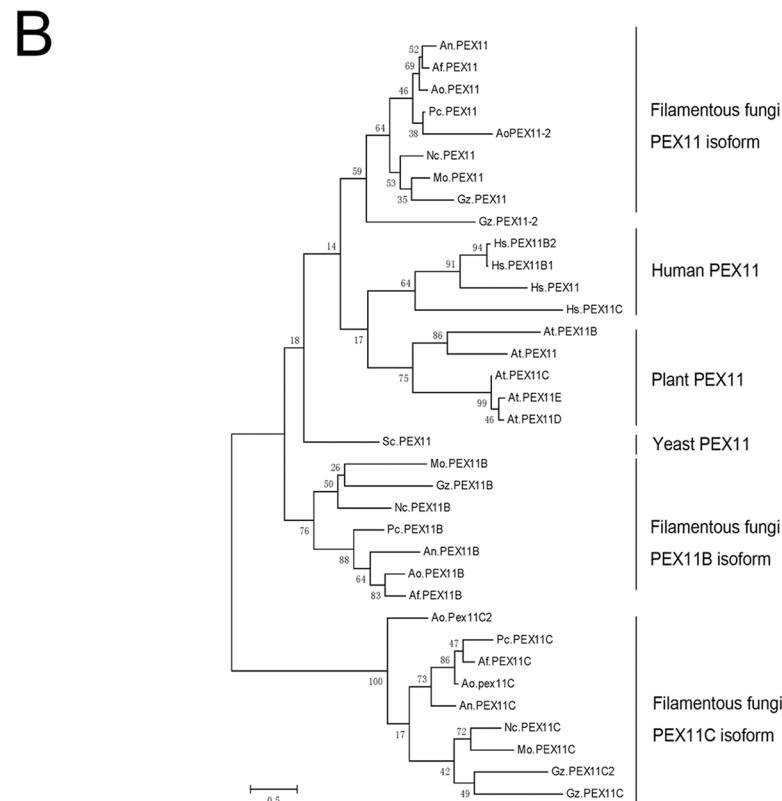 B
52
An.PEX11
69
Af.PEX11
46
Ao.PEX11
Pc.PEX11
38
AoPEX11-2
64
Nc.PEX11
53
Mo.PEX11
35
Gz.PEX11
59
Gz.PEX11-2
Filamentous fungi
PEX11 isoform
14
94
Hs.PEX11B2
91
Hs.PEX11B1
64
Hs.PEX11
Hs.PEX11C
Human PEX11
17
86
At.PEX11B
At.PEX11
75
At.PEX11C
99
At.PEX11E
46
At.PEX11D
Plant PEX11
18
Sc.PEX11
Yeast PEX11
26
Mo.PEX11B
50
Gz.PEX11B
Nc.PEX11B
76
Pc.PEX11B
88
An.PEX11B
64
Ao.PEX11B
83
Af.PEX11B
Filamentous fungi
PEX11B isoform
Ao.Pex11C2
100
47
Pc.PEX11C
86
Af.PEX11C
73
Ao.pex11C
An.PEX11C
17
72
Nc.PEX11C
Mo.PEX11C
42
Gz.PEX11C2
49
Gz.PEX11C
Filamentous fungi
PEX11C isoform
0.5